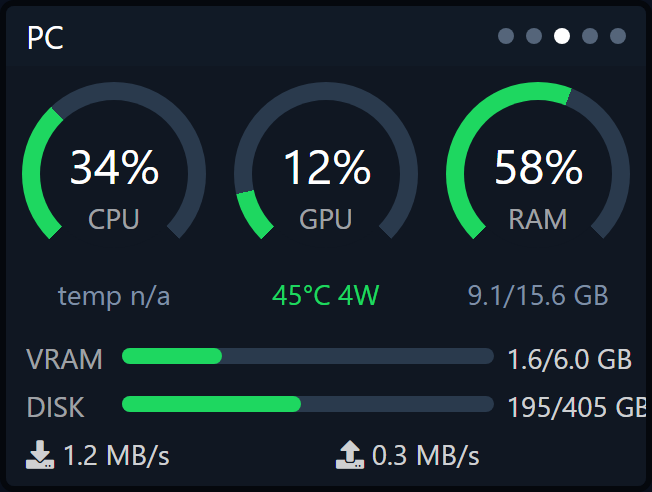 PC
34% 12% 58%
CPU GPU RAM
temp n/a 45°C 4W 9.1/15.6 GB
VRAM 1.6/6.0 GB
DISK 195/405 GB
1.2 MB/s 0.3 MB/s